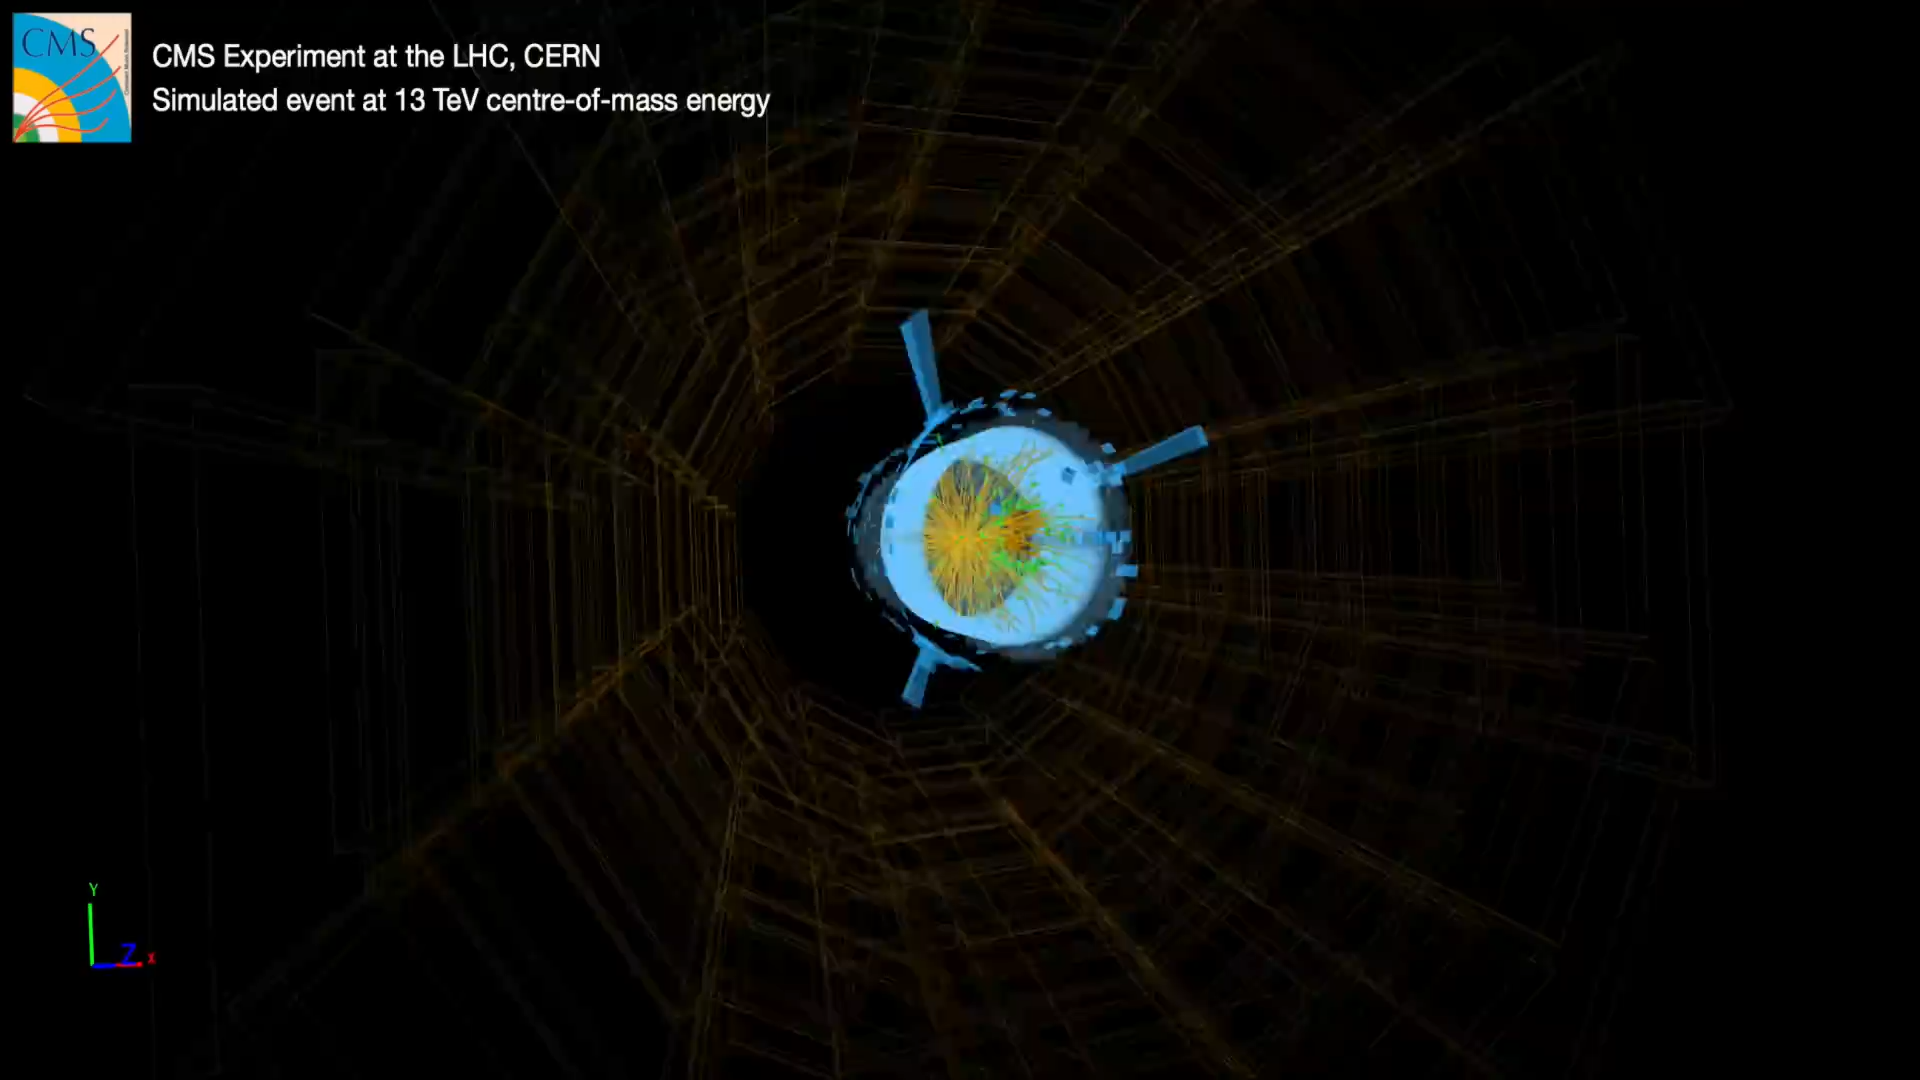 CMS
CMS Experiment at the LHC, CERN
Simulated event at 13 TeV centre-of-mass energy
Y
Z
x